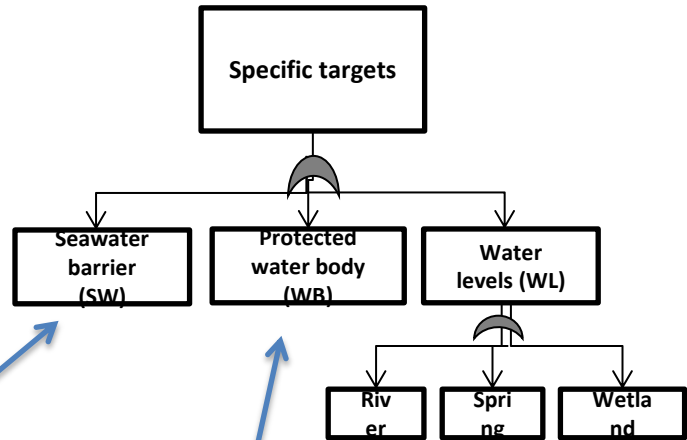 Specific targets
Seawater
barrier
(SW)
Protected
water body
(WB)
Water
levels (WL)
Riv
er
Spri
ng
Wetla
nd